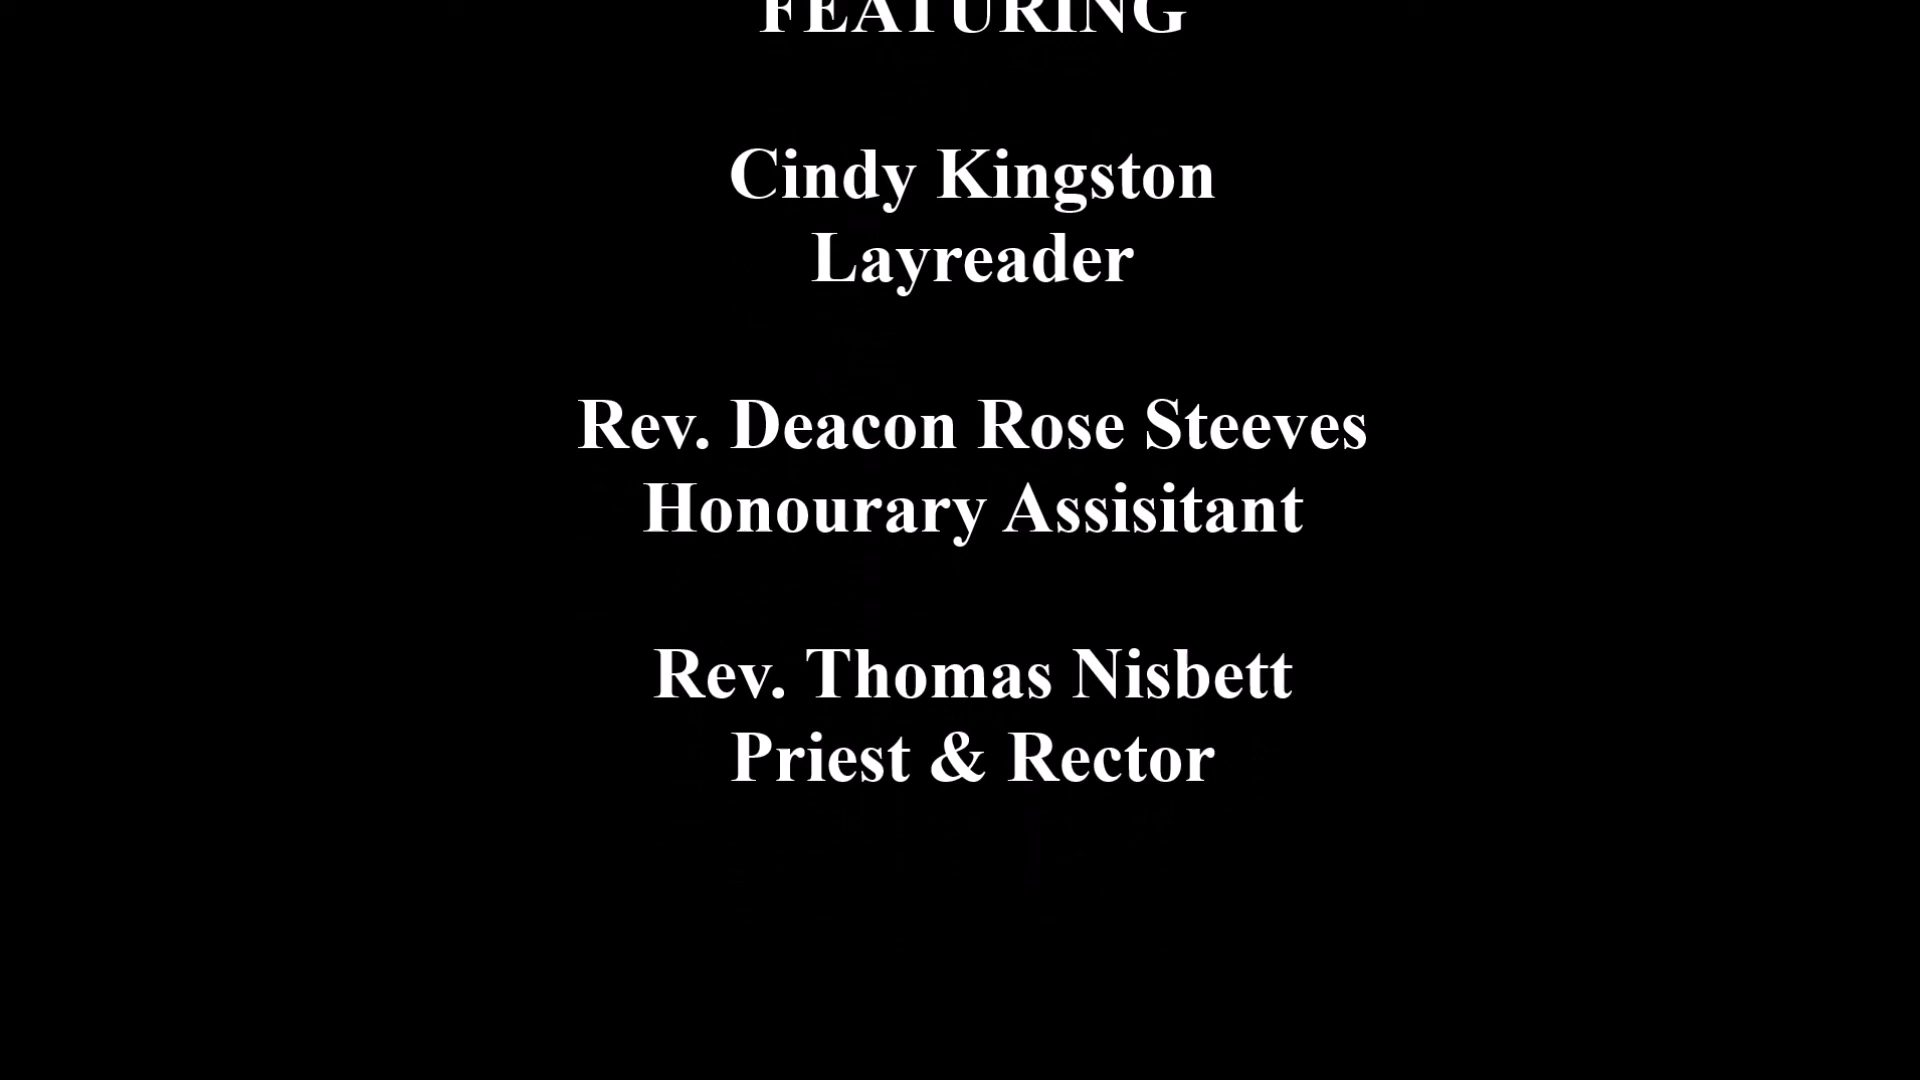 FEATURING
Cindy Kingston
Layreader
Rev. Deacon Rose Steeves
Honourary Assisitant
Rev. Thomas Nisbett
Priest & Rector